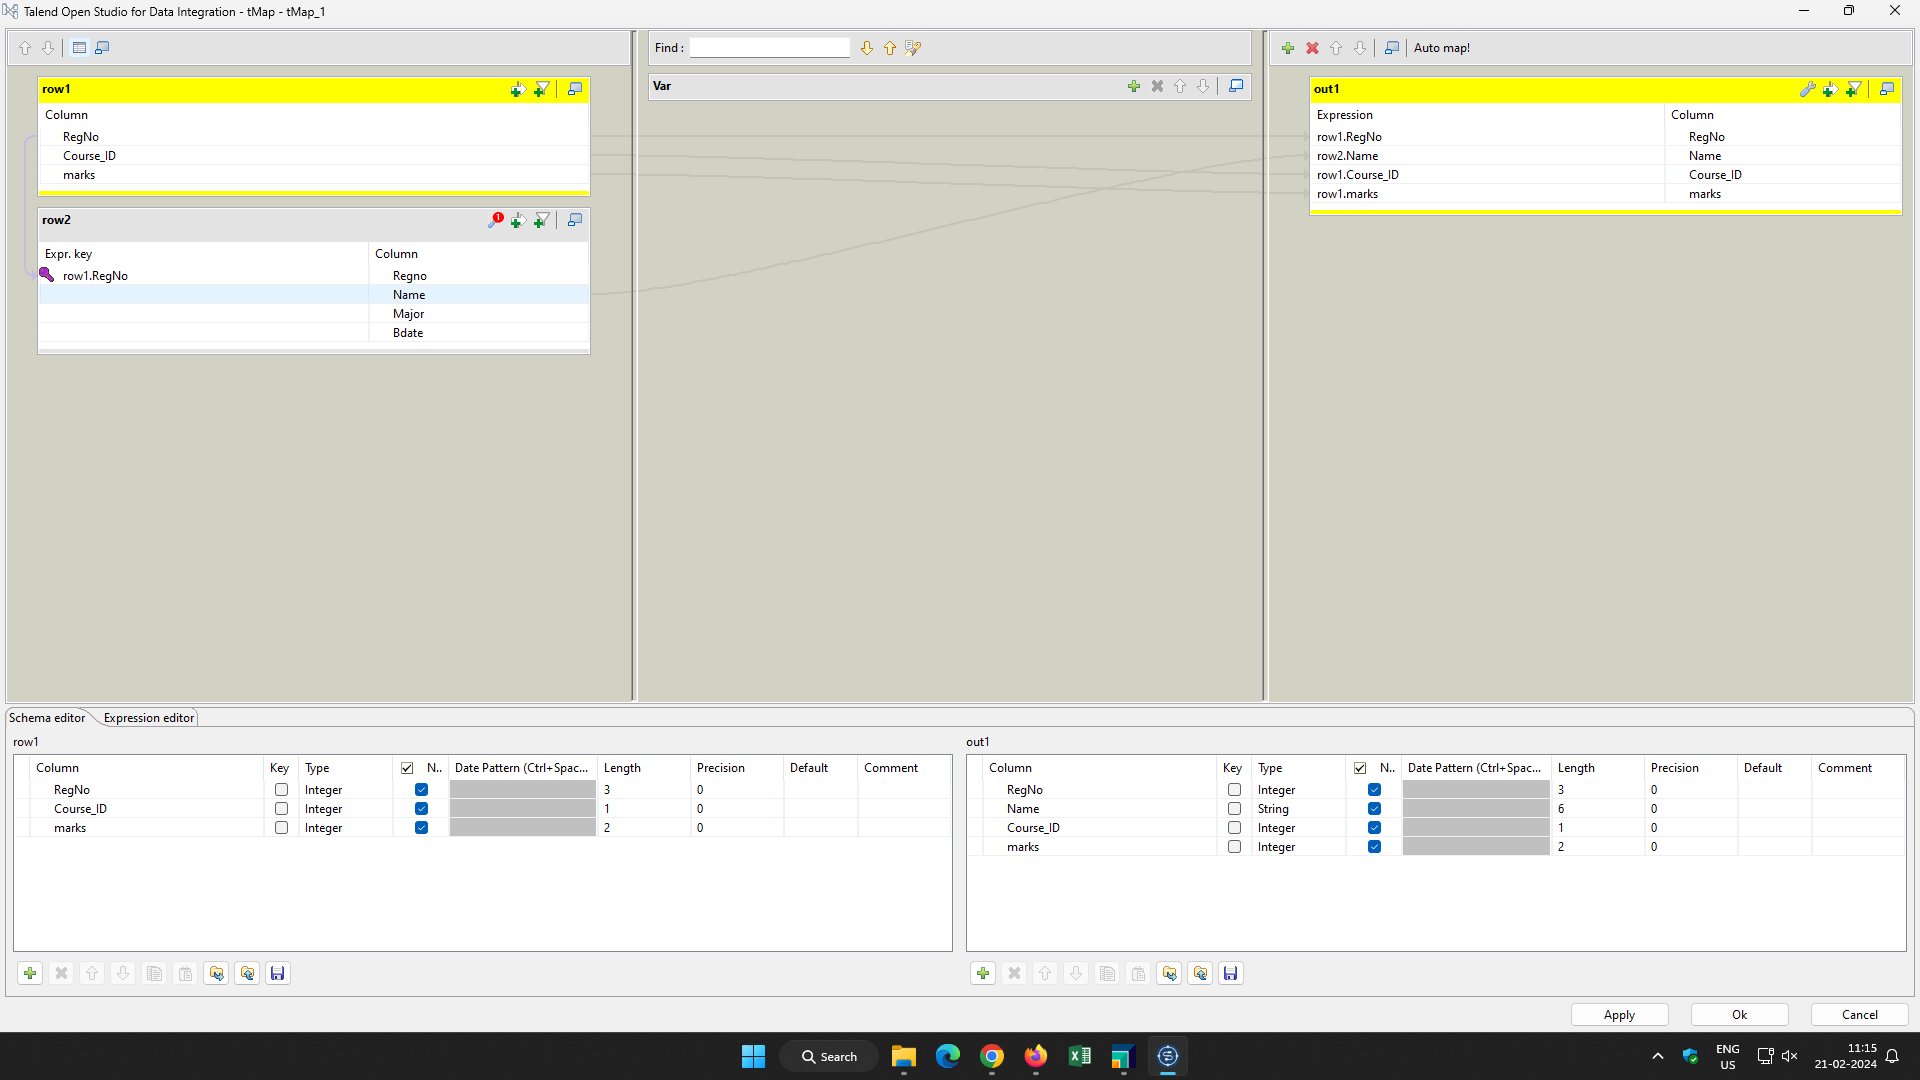 Talend Open Studio for Data Integration - tMap - tMap_1
Find :
Auto map!
row1
Column
RegNo
Course_ID
marks
row2
1
Expr. key Column
row1.RegNo Regno
Name
Major
Bdate
Var
out1
Expression Column
row1.RegNo RegNo
row2.Name Name
row1.Course_ID Course_ID
row1.marks marks
Schema editor Expression editor
row1
Column Key Type N.. Date Pattern (Ctrl+Spac... Length Precision Default Comment
RegNo Integer 3 0
Course_ID Integer 1 0
marks Integer 2 0
out1
Column Key Type N.. Date Pattern (Ctrl+Spac... Length Precision Default Comment
RegNo Integer 3 0
Name String 6 0
Course_ID Integer 1 0
marks Integer 2 0
Apply Ok Cancel
Search
ENG
US
11:15
21-02-2024